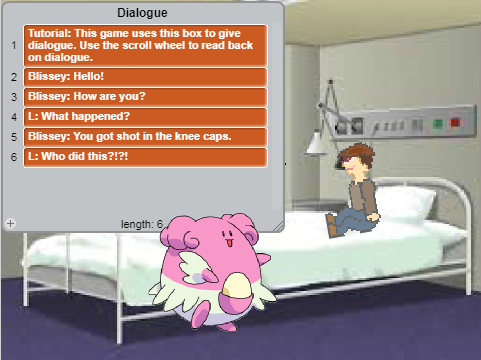 Dialogue
1 Tutorial: This game uses this box to give
dialogue. Use the scroll wheel to read back
on dialogue.
2 Blissey: Hello!
3 Blissey: How are you?
4 L: What happened?
5 Blissey: You got shot in the knee caps.
6 L: Who did this?!?!
+ length: 6